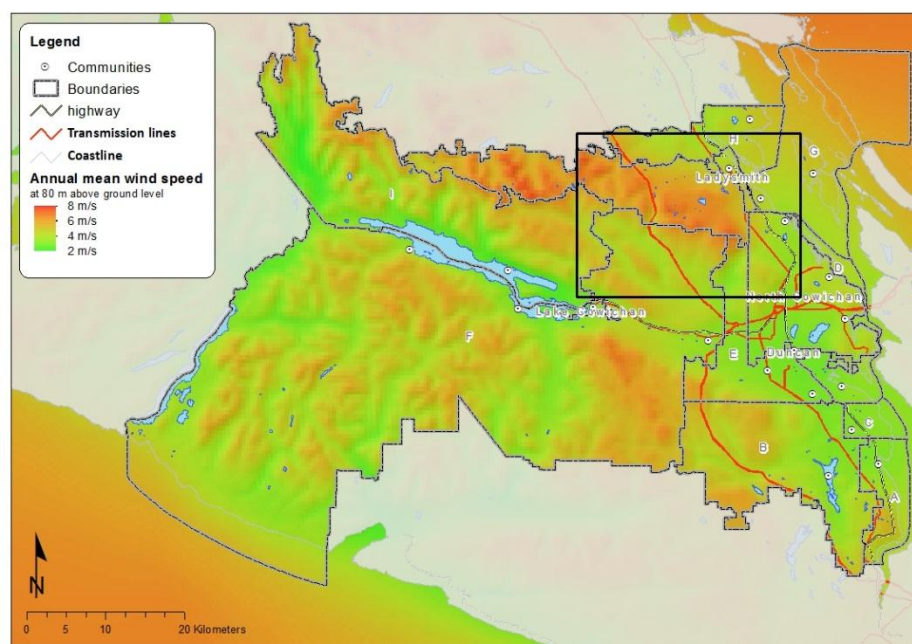 Legend
Communities
Boundaries
highway
Transmission lines
Coastline
Annual mean wind speed
at 80 m above ground level
8 m/s
6 m/s
4 m/s
2 m/s
H
G
Ladysmith
I
D
North Cowichan
Lake Cowichan
F
E
Duncan
C
B
A
N
0 5 10 20 Kilometers